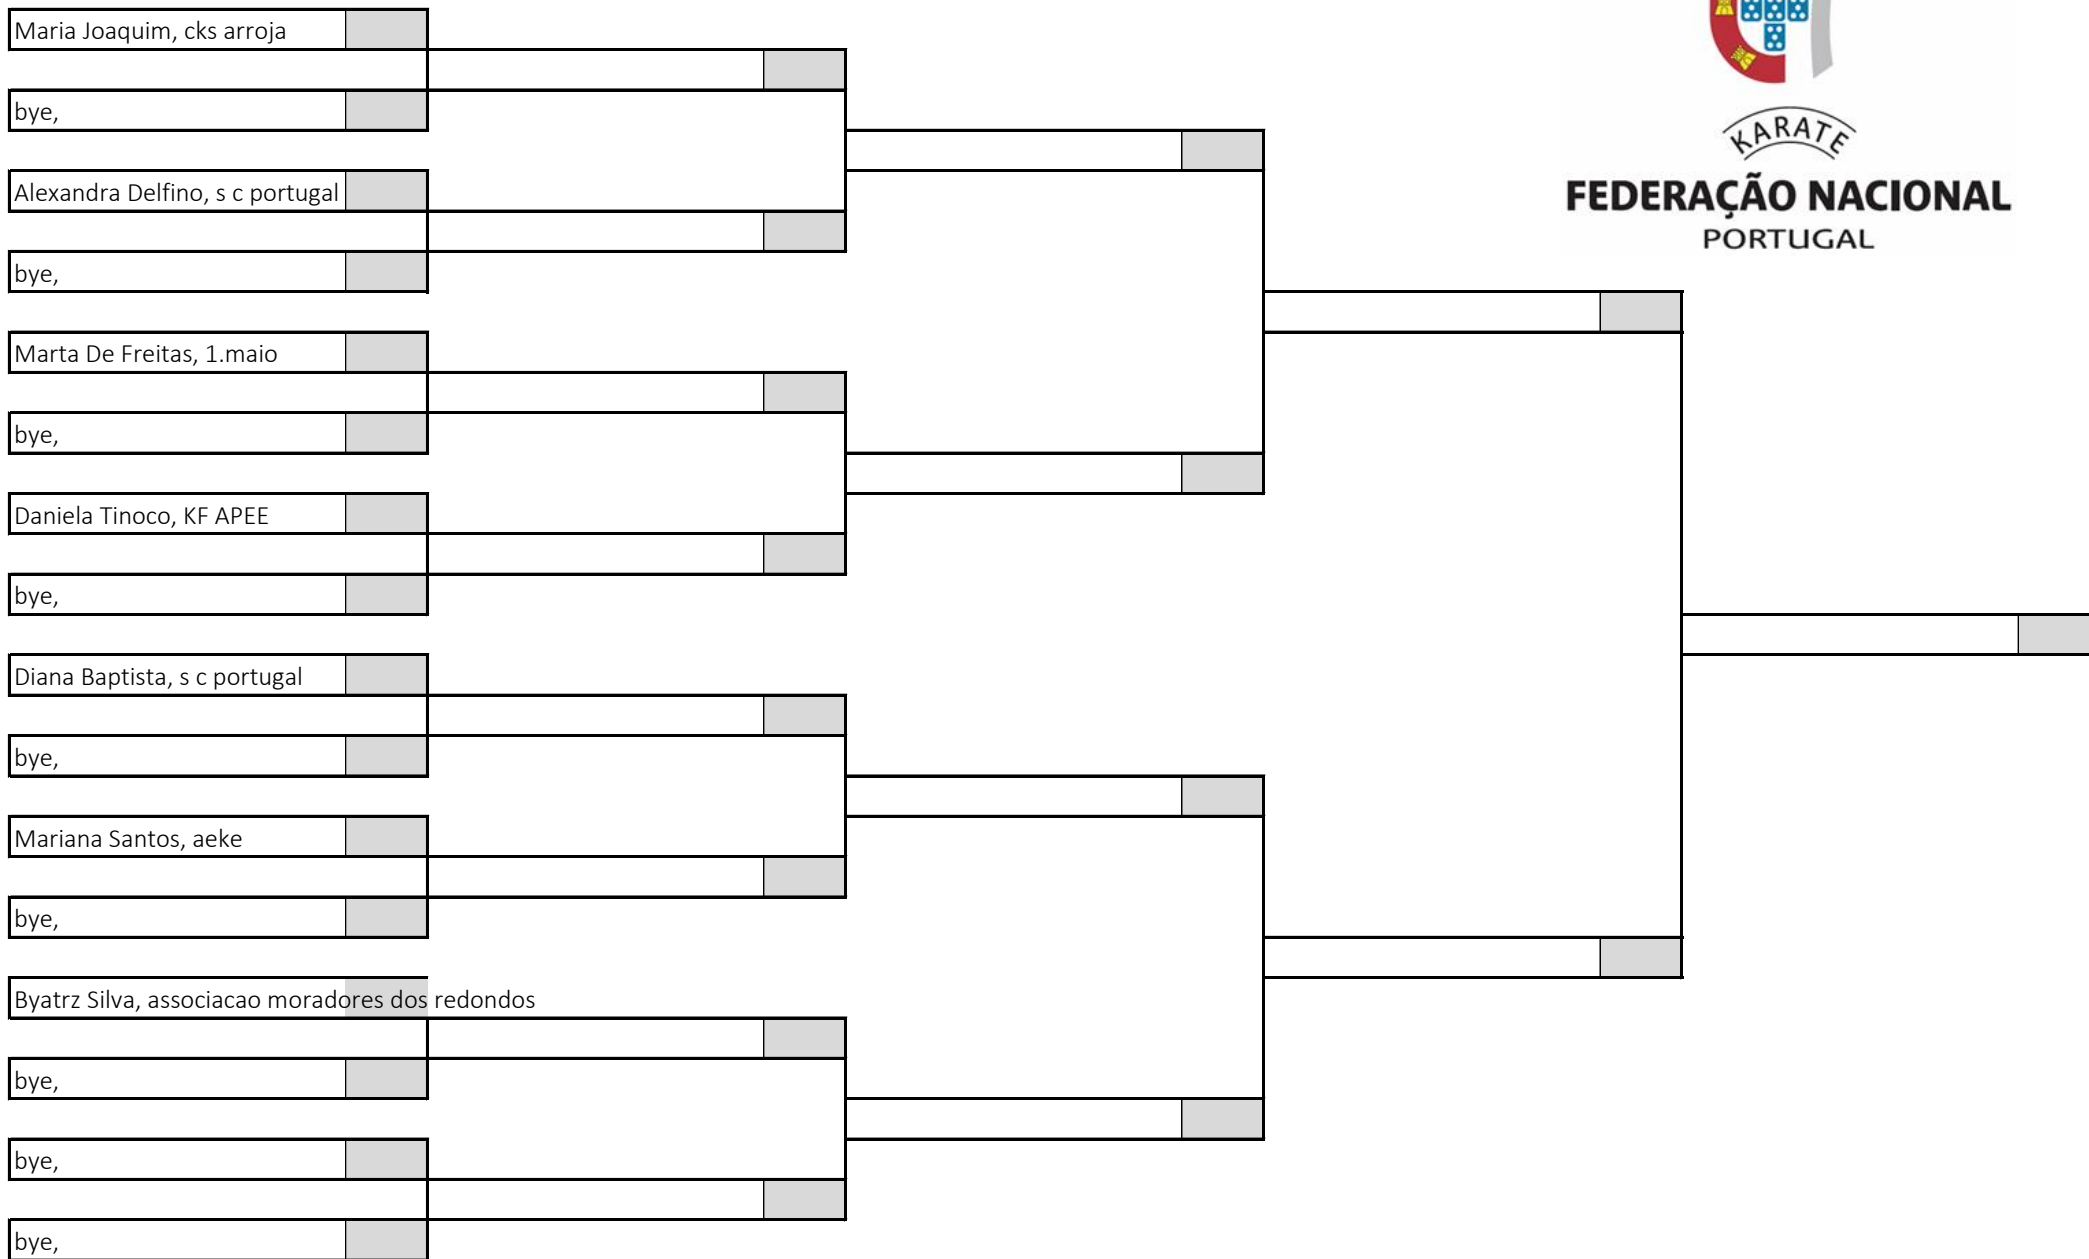 Maria Joaquim, cks arroja
bye,
Alexandra Delfino, s c portugal
bye,
Marta De Freitas, 1.maio
bye,
Daniela Tinoco, KF APEE
bye,
Diana Baptista, s c portugal
bye,
Mariana Santos, aeke
bye,
Byatrz Silva, associacao moradores dos redondos
bye,
bye,
bye,
KARATE
FEDERAÇÃO NACIONAL
PORTUGAL